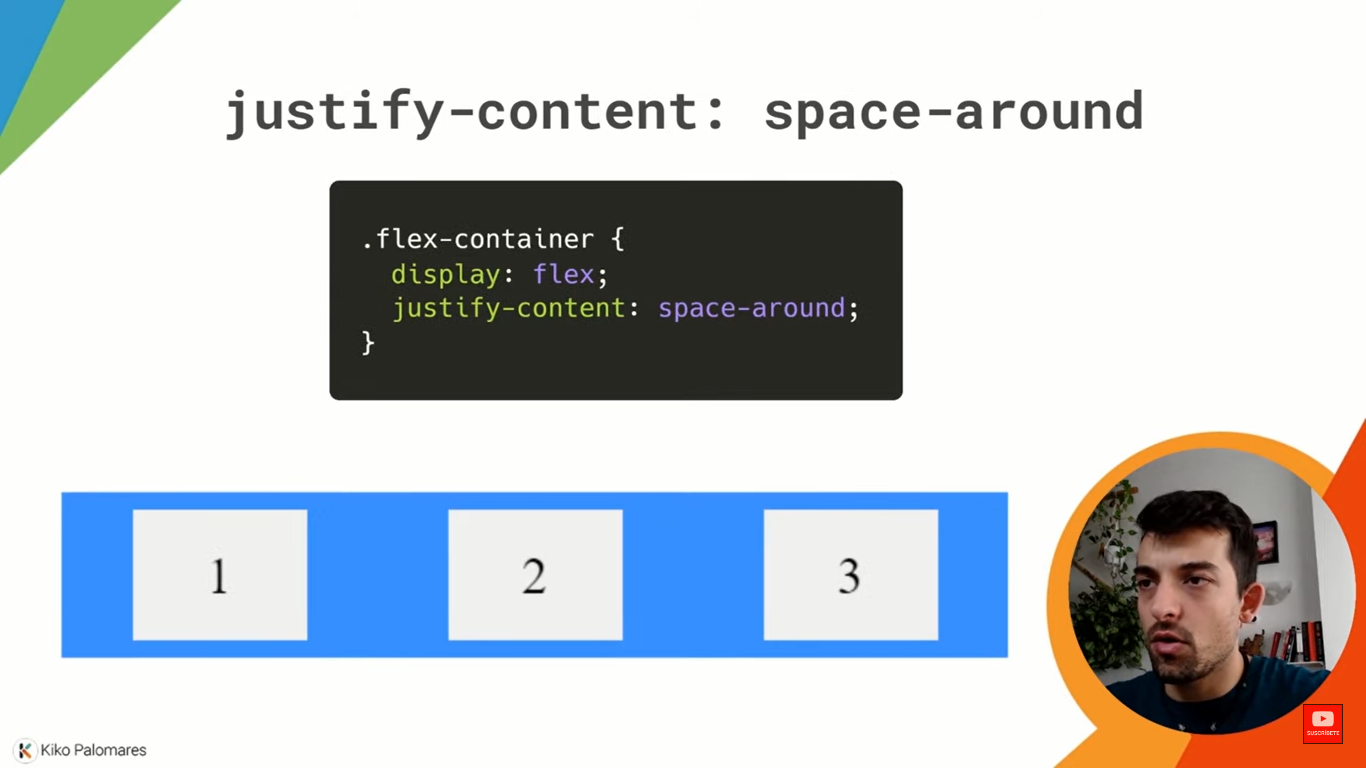 justify-content: space-around
.flex-container {
display: flex;
justify-content: space-around;
}
1 2 3
Kiko Palomares
SUSCRÍBETE